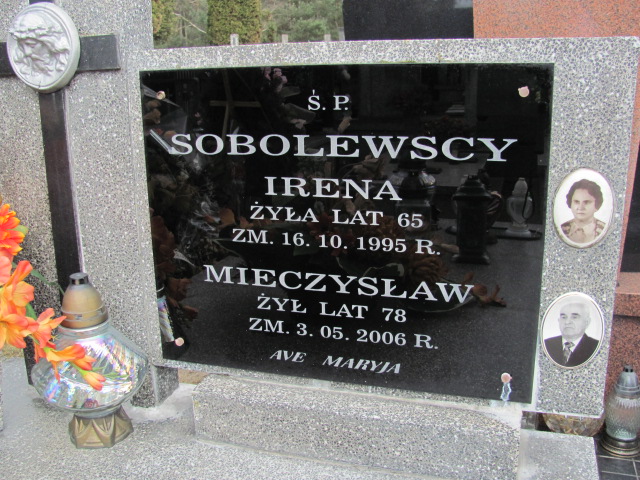 Ś. P.
SOBOLEWSCY
IRENA
ŻYŁA LAT 65
ZM. 16. 10. 1995 R.
MIECZYSŁAW
ŻYŁ LAT 78
ZM. 3. 05. 2006 R.
AVE MARYJA